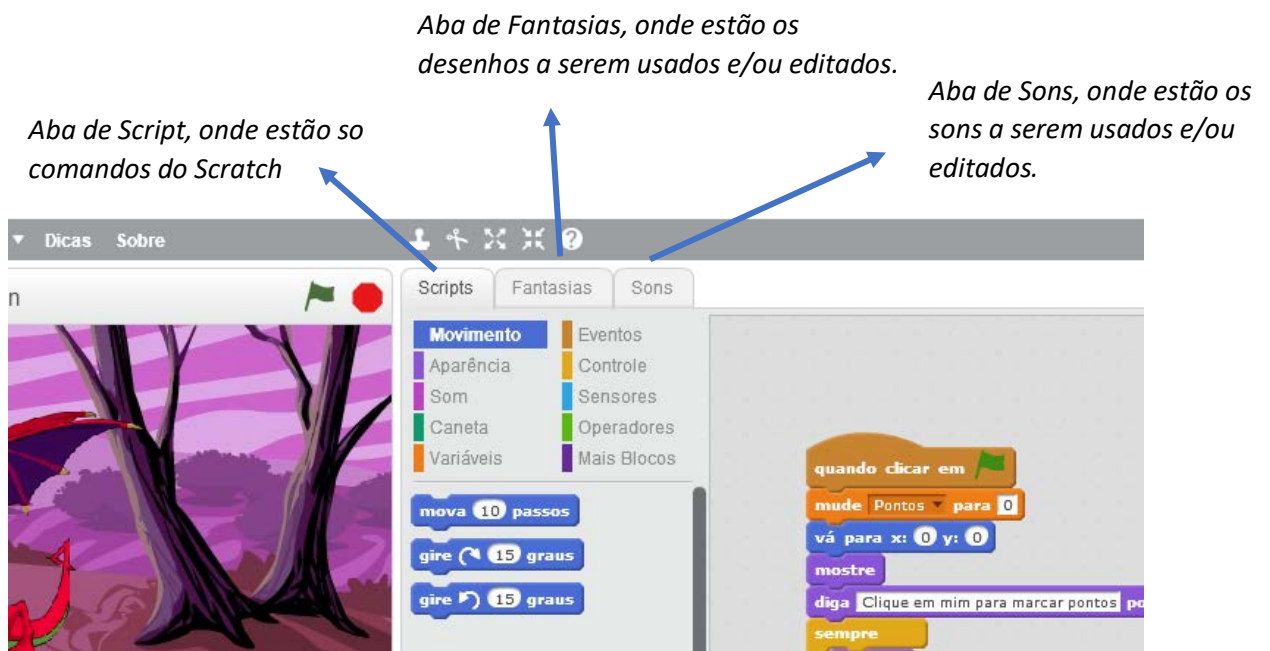 Aba de Fantasias, onde estão os
desenhos a serem usados e/ou editados.
Aba de Sons, onde estão os
sons a serem usados e/ou
editados.
Aba de Script, onde estão so
comandos do Scratch
Dicas Sobre
n
Scripts Fantasias Sons
Movimento Eventos
Aparência Controle
Som Sensores
Caneta Operadores
Variáveis Mais Blocos
mova 10 passos
gire 15 graus
gire 15 graus
quando clicar em
mude Pontos para 0
vá para x: 0 y: 0
mostre
diga Clique em mim para marcar pontos po
sempre